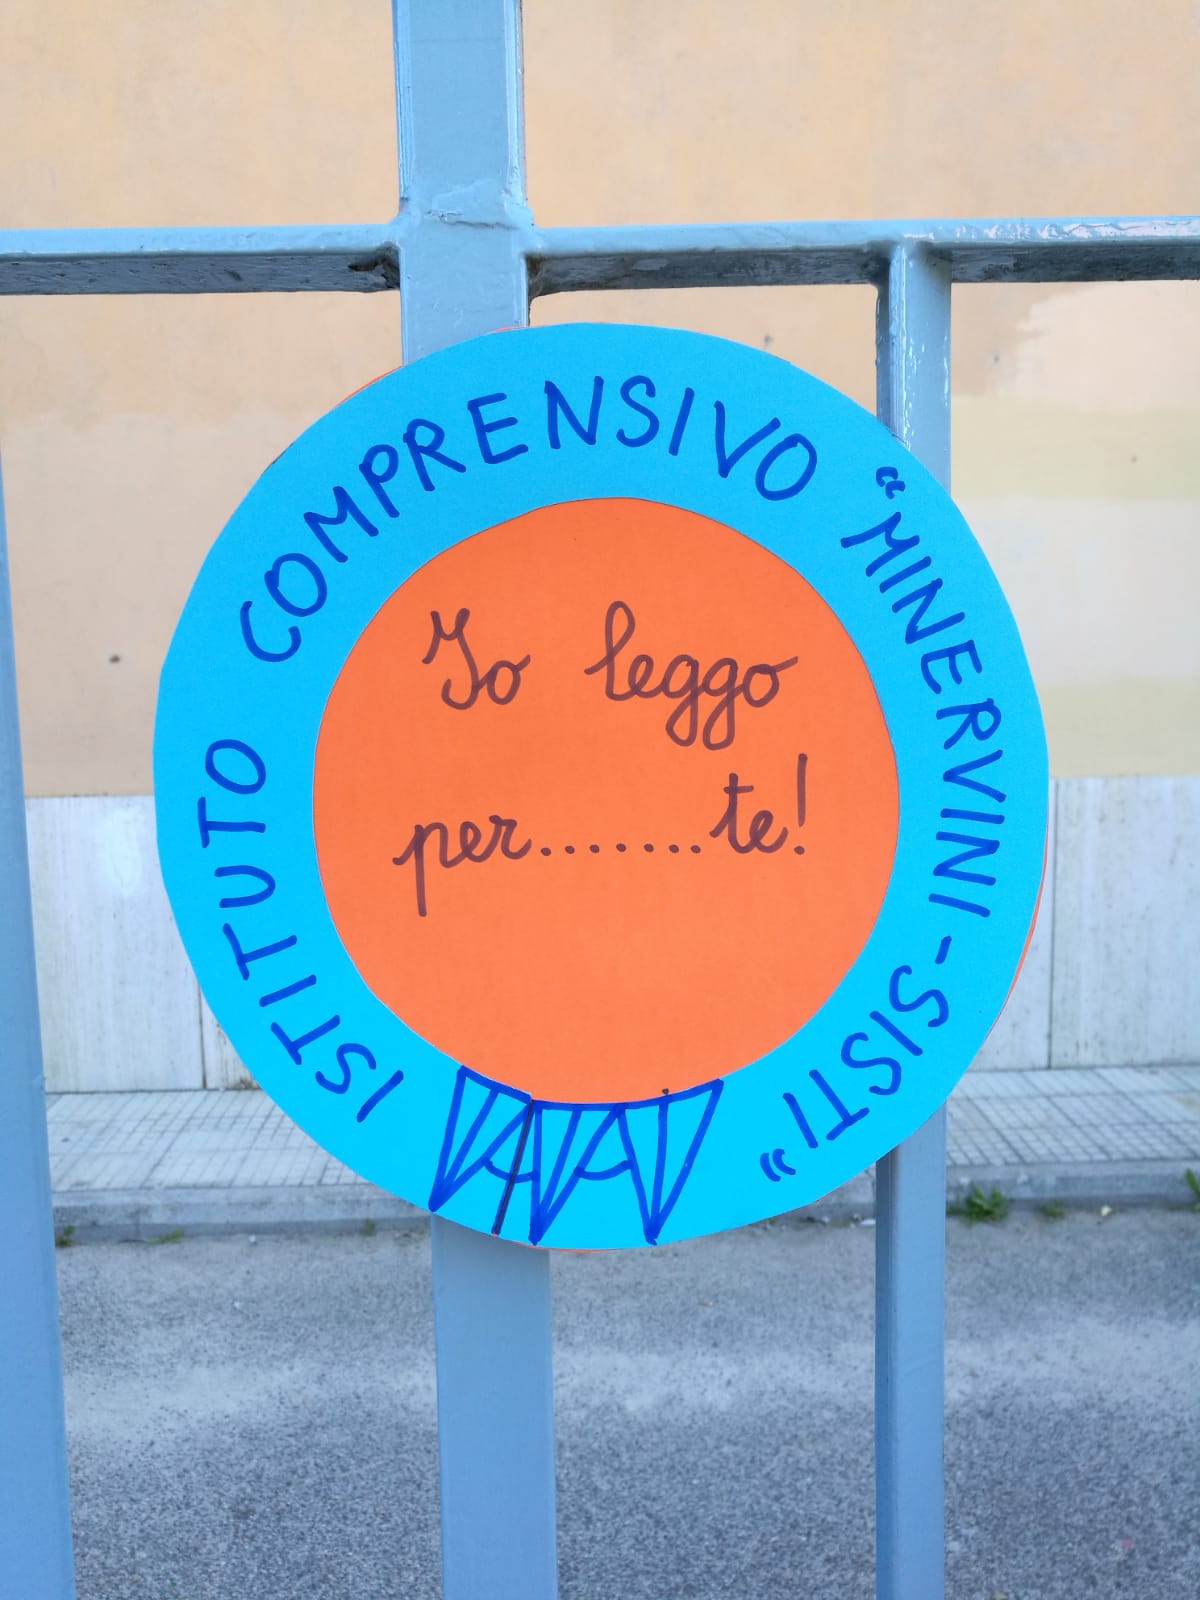 ISTITUTO COMPRENSIVO "MINERVINI-SISTI"
Io leggo
per.......te!